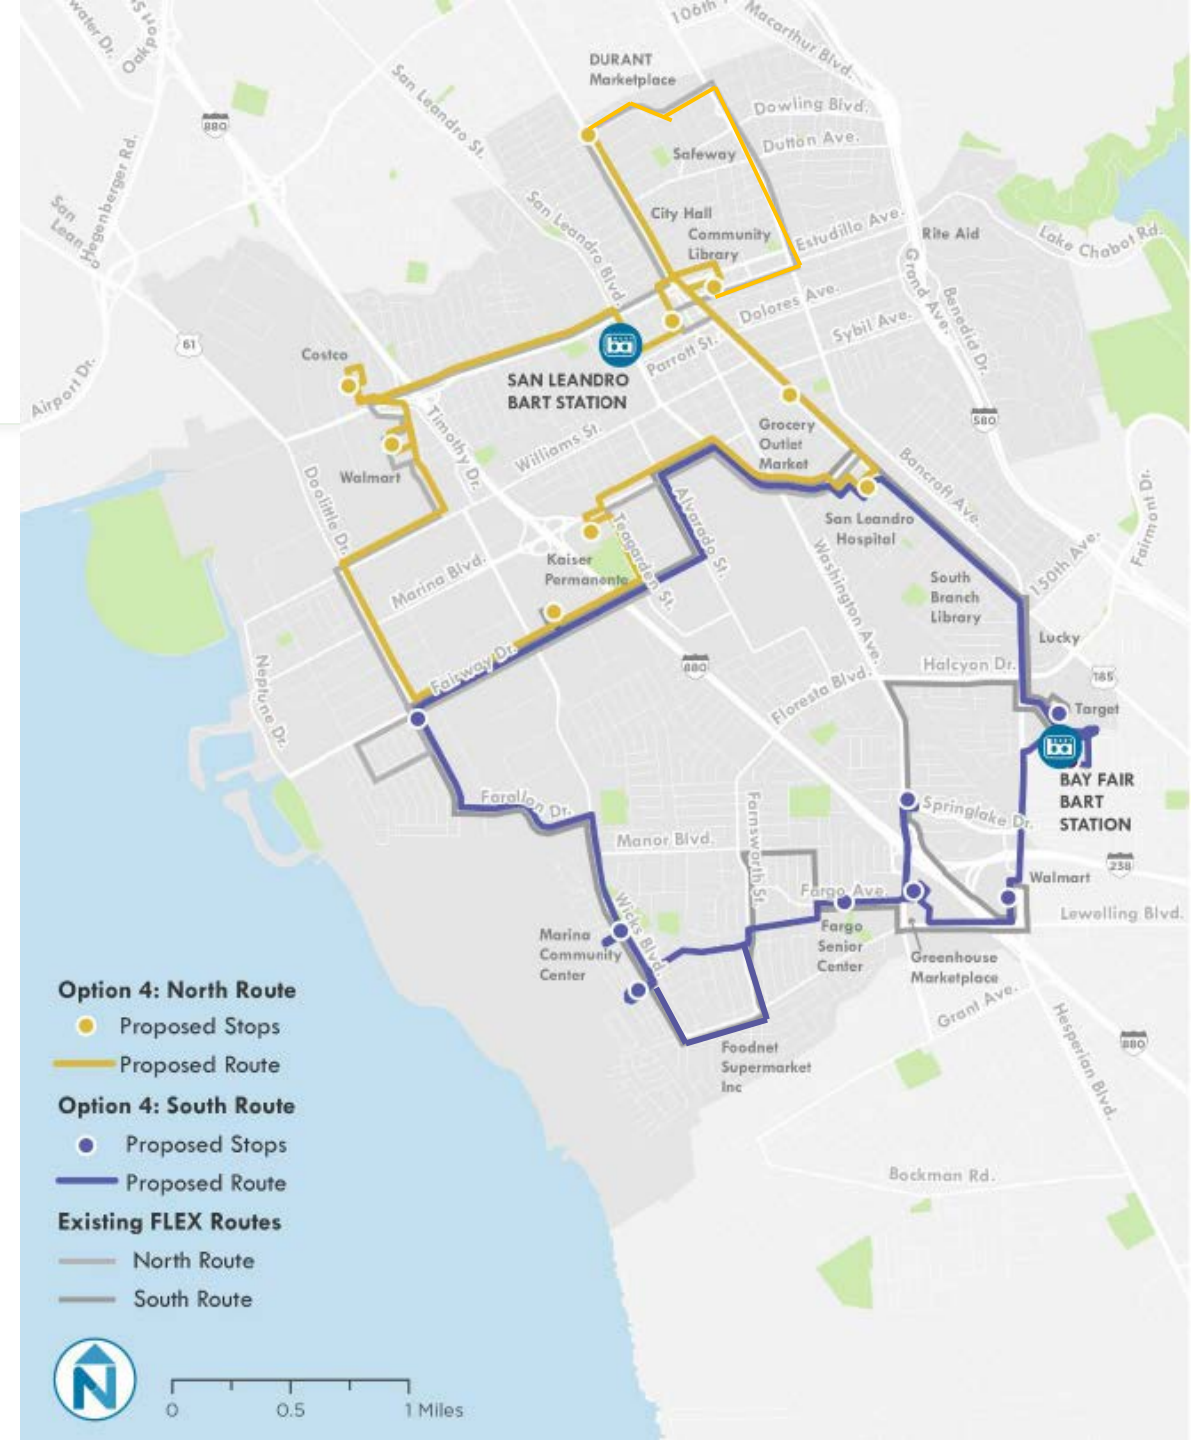 106th
Macarthur Blvd.
water Dr.
Oakpo
DURANT
Marketplace
San Leandro St.
Dowling Blvd.
Dutton Ave.
880
Safeway
Hegenberger Rd.
San
Lean
San Leandro Blvd.
City Hall
Community
Library
Estudillo Ave.
Rite Aid
Lake Chabot Rd.
Grand Ave.
Benedict Dr.
Dolores Ave.
Sybil Ave.
Parrott St.
61
Costco
Airport Dr.
ba
SAN LEANDRO
BART STATION
Timothy Dr.
Williams St.
Grocery
Outlet
Market
580
Bancroft Ave.
Walmart
Doolittle Dr.
Alvarado St.
Teagarden St.
San Leandro
Hospital
Fairmont Dr.
150th Ave.
Kaiser
Permanente
Marina Blvd.
Washington Ave.
South
Branch
Library
Lucky
Neptune Dr.
Fairway Dr.
880
Floresta Blvd.
Halcyon Dr.
185
Target
ba
BAY FAIR
BART
STATION
Farallon Dr.
Springlake Dr.
Manor Blvd.
Farnsworth St.
238
Walmart
Fargo Ave.
Lewelling Blvd.
Wicks Blvd.
Marina
Community
Center
Fargo
Senior
Center
Greenhouse
Marketplace
Grant Ave.
Hesperian Blvd.
880
Foodnet
Supermarket
Inc
Bockman Rd.
Option 4: North Route
Proposed Stops
Proposed Route
Option 4: South Route
Proposed Stops
Proposed Route
Existing FLEX Routes
North Route
South Route
N
0 0.5 1 Miles